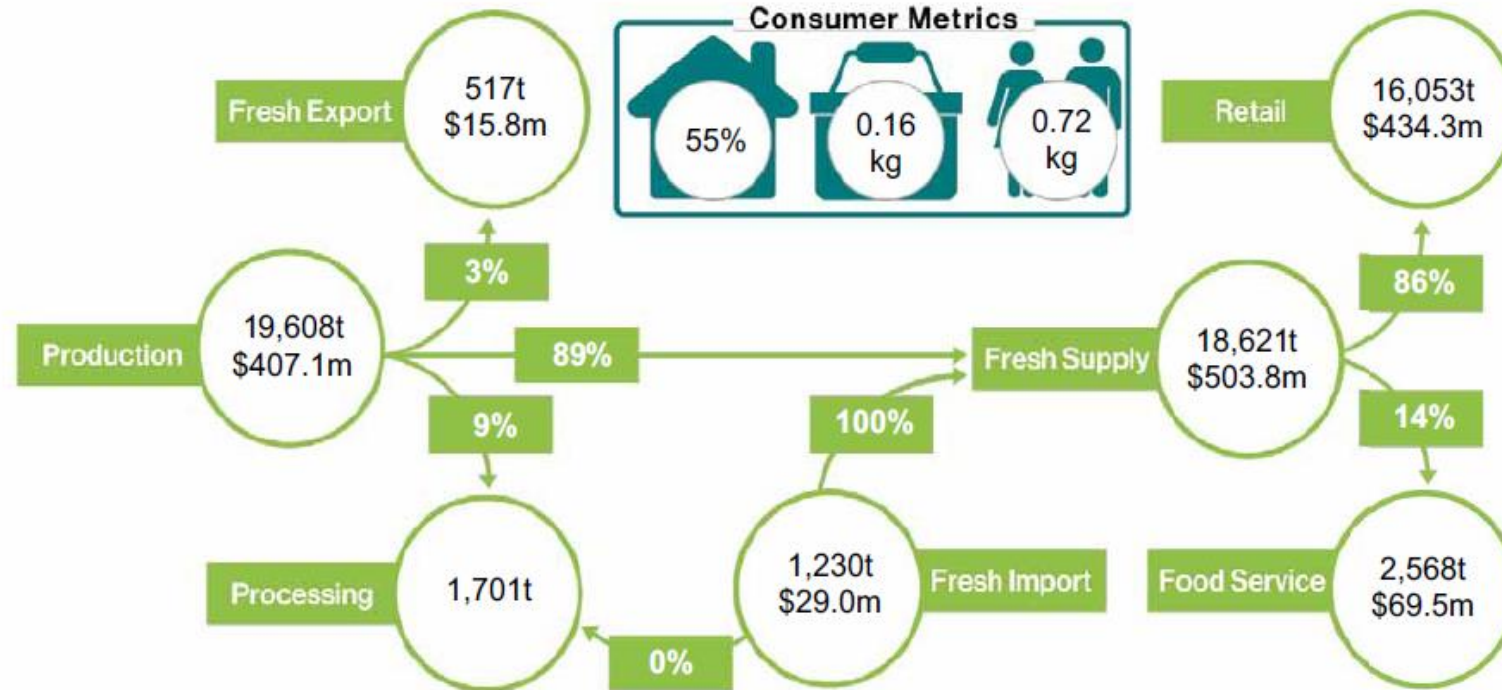 Consumer Metrics
Fresh Export
517t
$15.8m
55%
0.16
kg
0.72
kg
Retail
16,053t
$434.3m
3%
86%
Production
19,608t
$407.1m
89%
Fresh Supply
18,621t
$503.8m
9%
100%
14%
Processing
1,701t
1,230t
$29.0m
Fresh Import
Food Service
2,568t
$69.5m
0%